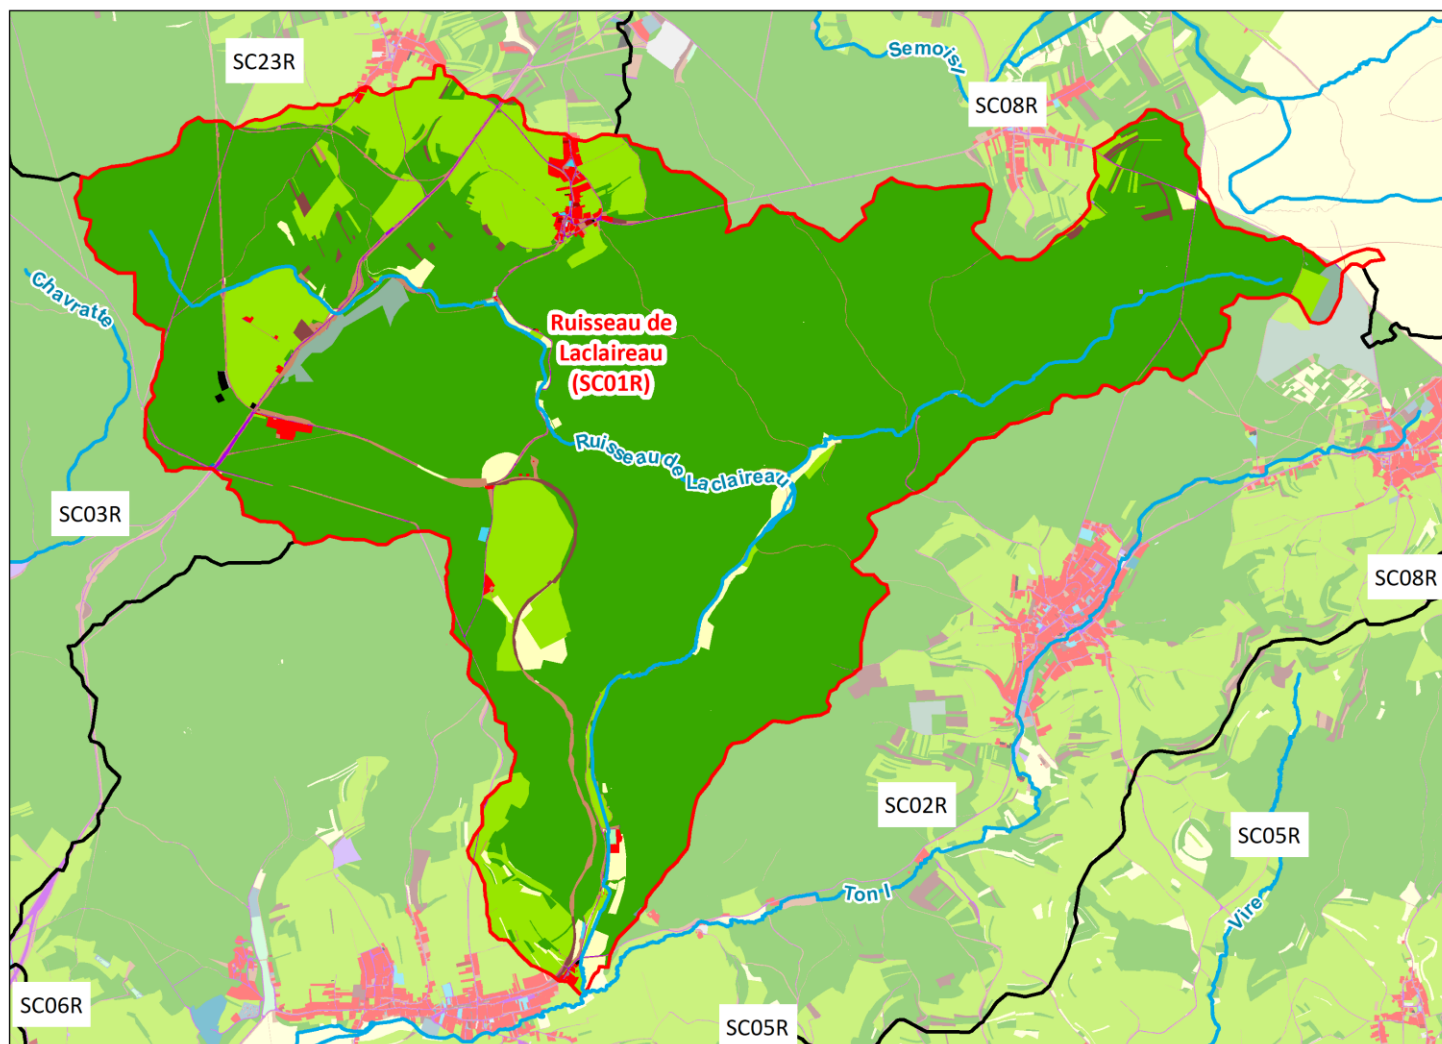 SC23R
Semois
SC08R
Chavratte
Ruisseau de
Laclaireau
(SC01R)
Ruisseau de Laclaireau
SC03R
SC08R
SC02R
SC05R
Ton I
Vire
SC06R
SC05R